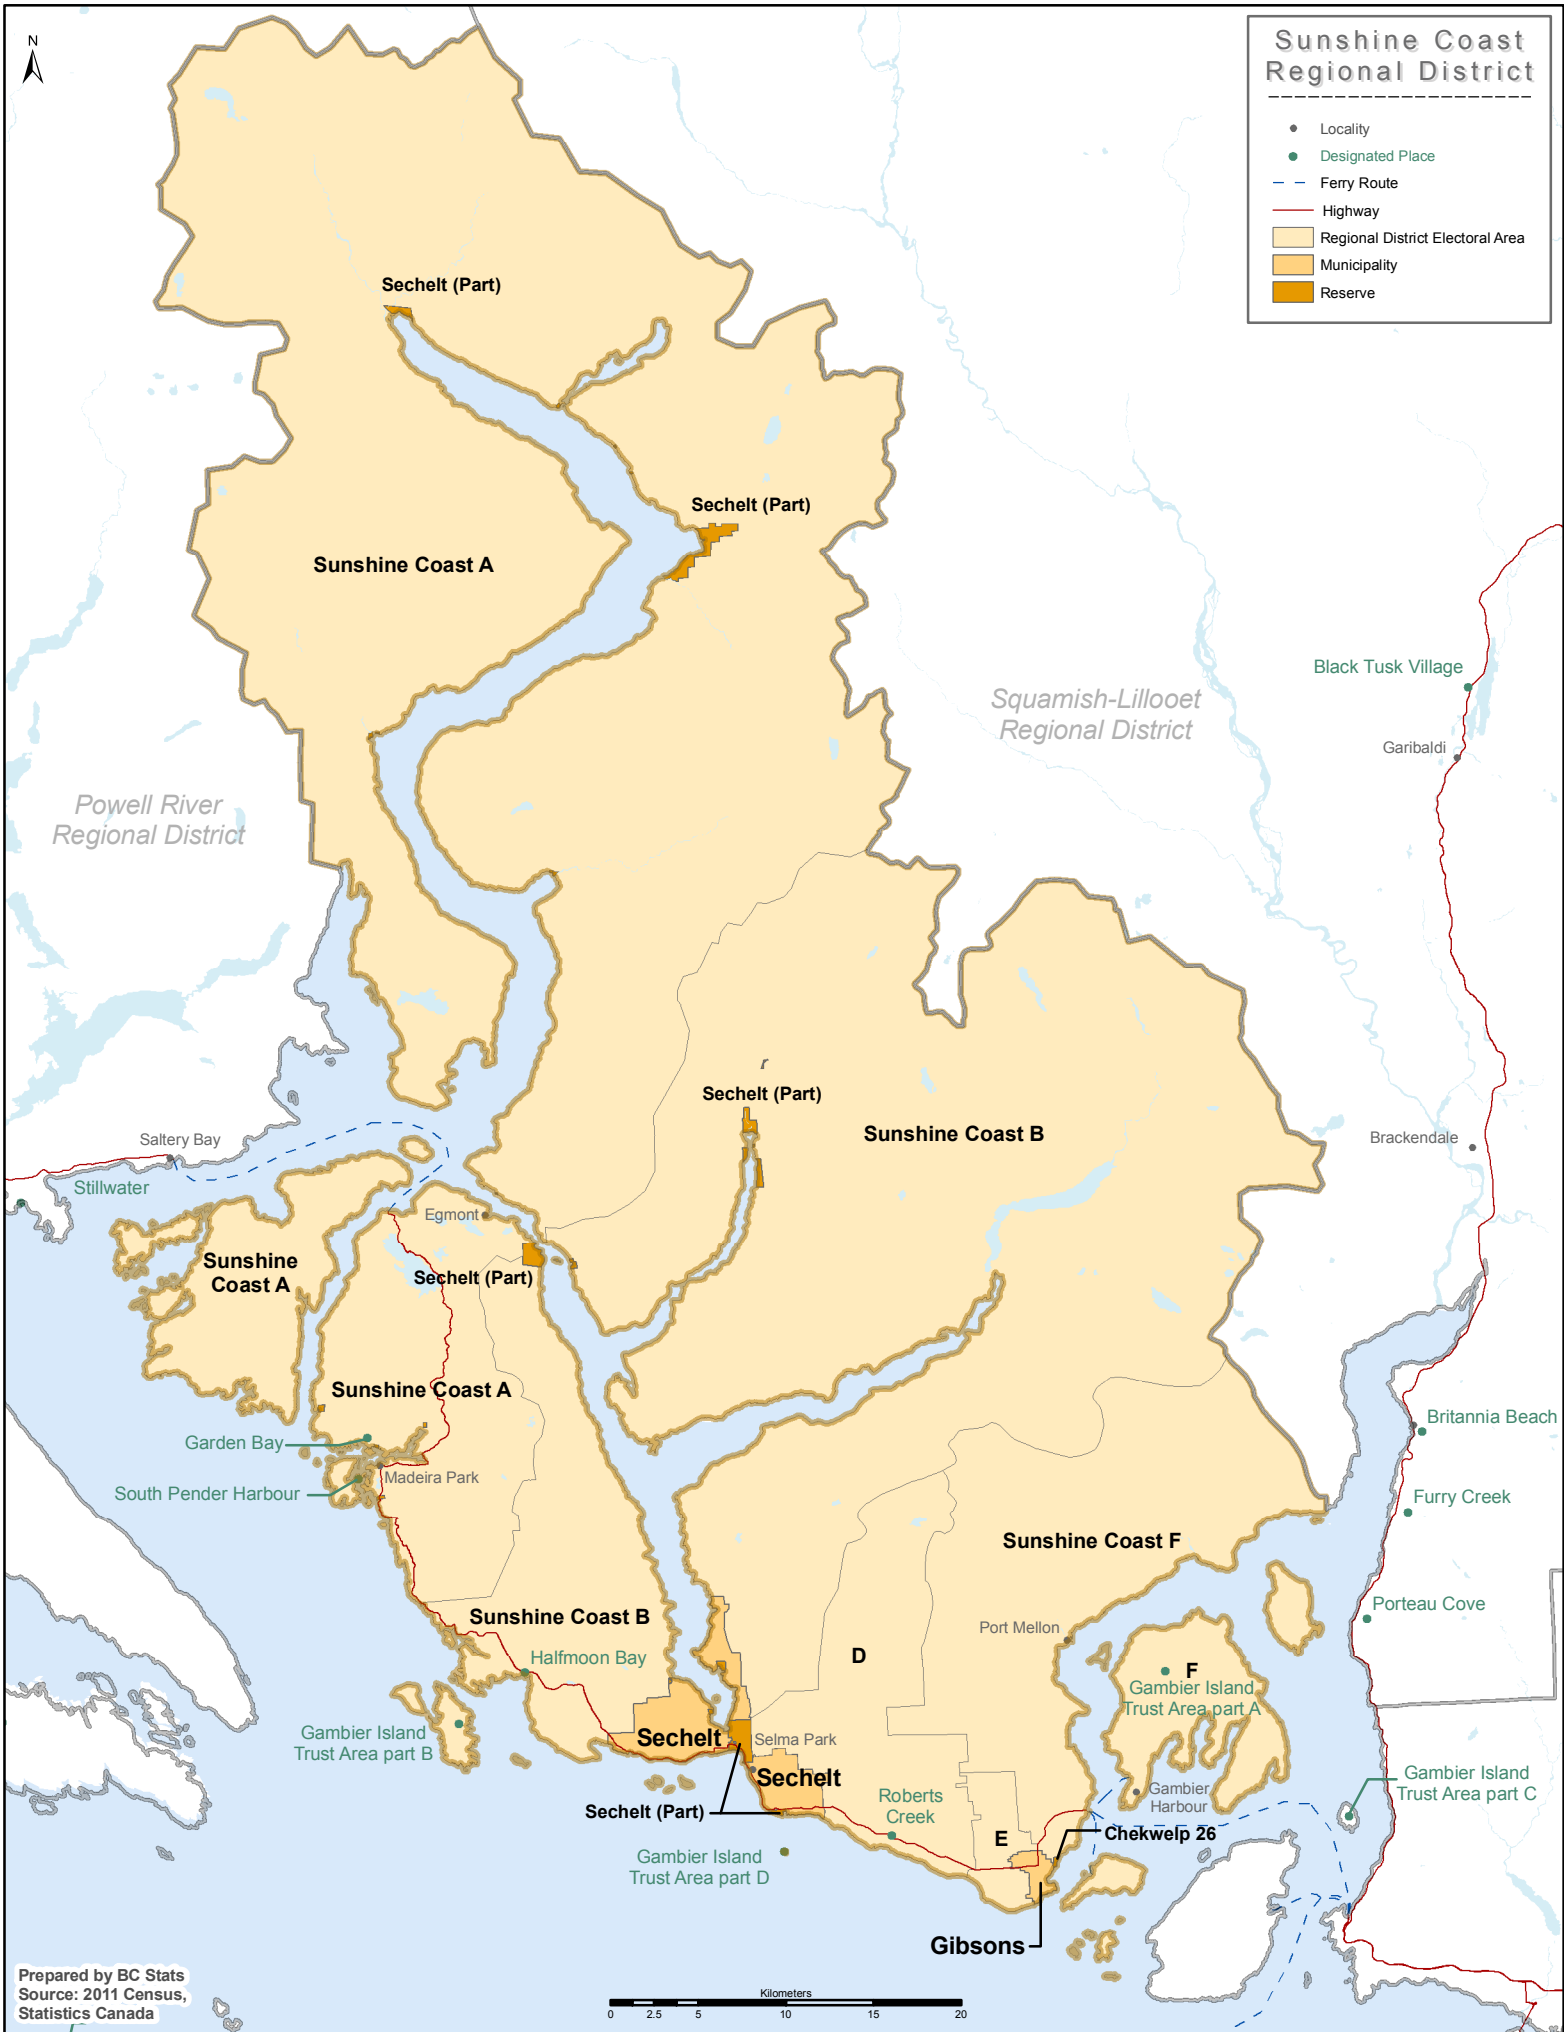 N
Sunshine Coast
Regional District
Locality
Designated Place
Ferry Route
Highway
Regional District Electoral Area
Municipality
Reserve
Sechelt (Part)
Sechelt (Part)
Sunshine Coast A
Black Tusk Village
Squamish-Lillooet
Regional District
Garibaldi
Powell River
Regional District
r
Sechelt (Part)
Sunshine Coast B
Saltery Bay
Brackendale
Stillwater
Egmont
Sunshine
Coast A
Sechelt (Part)
Sunshine Coast A
Britannia Beach
Garden Bay
Madeira Park
South Pender Harbour
Furry Creek
Sunshine Coast F
Porteau Cove
Sunshine Coast B
Port Mellon
Halfmoon Bay
D
F
Gambier Island
Trust Area part A
Gambier Island
Trust Area part B
Sechelt
Selma Park
Sechelt
Gambier
Harbour
Gambier Island
Trust Area part C
Roberts
Creek
Sechelt (Part)
E
Chekwelp 26
Gambier Island
Trust Area part D
Gibsons
Prepared by BC Stats
Source: 2011 Census,
Statistics Canada
Kilometers
0 2.5 5 10 15 20